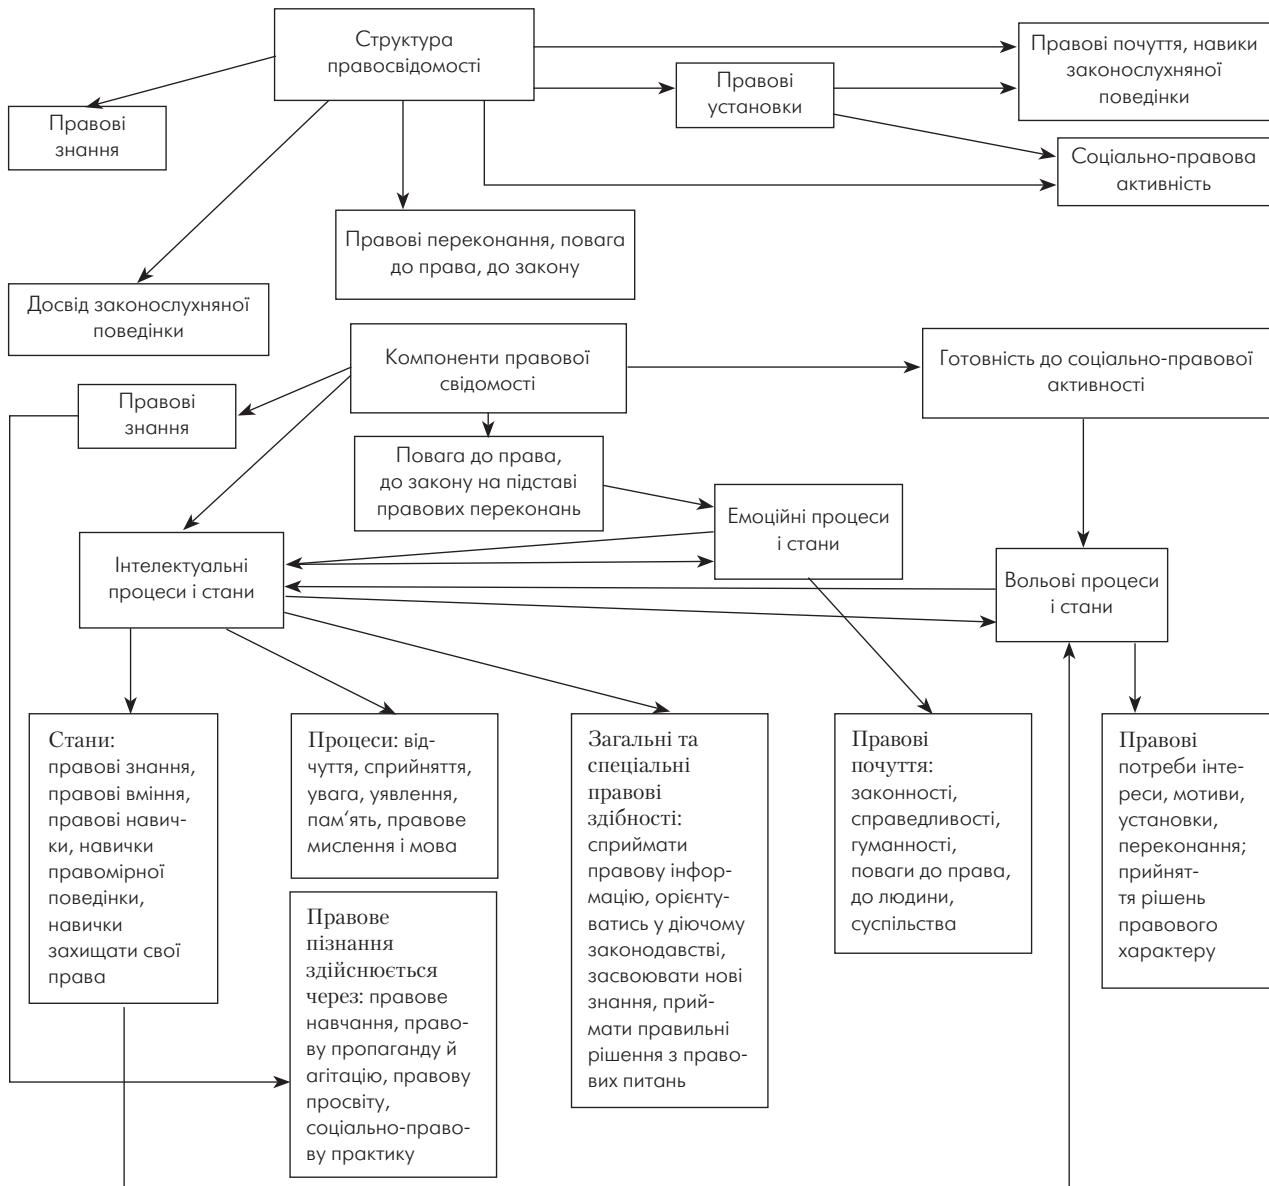 Структура
правосвідомості
Правові почуття, навики
законослухняної
поведінки
Правові
установки
Правові
знання
Соціально-правова
активність
Правові переконання, повага
до права, до закону
Досвід законослухняної
поведінки
Компоненти правової
свідомості
Готовність до соціально-правової
активності
Правові
знання
Повага до права,
до закону на підставі
правових переконань
Емоційні процеси
і стани
Інтелектуальні
процеси і стани
Вольові процеси
і стани
Стани:
правові знання,
правові вміння,
правові навич-
ки, навички
правомірної
поведінки,
навички
захищати свої
права
Процеси: від-
чуття, сприйняття,
увага, уявлення,
пам‘ять, правове
мислення і мова
Правове
пізнання
здійснюється
через: правове
навчання, право-
ву пропаганду й
агітацію, правову
просвіту,
соціально-право-
ву практику
Загальні та
спеціальні
правові
здібності:
сприймати
правову інфор-
мацію, орієнту-
ватись у діючому
законодавстві,
засвоювати нові
знання, прий-
мати правильні
рішення з право-
вих питань
Правові
почуття:
законності,
справедливості,
гуманності,
поваги до права,
до людини,
суспільства
Правові
потреби інте-
реси, мотиви,
установки,
переконання;
прийнят-
тя рішень
правового
характеру